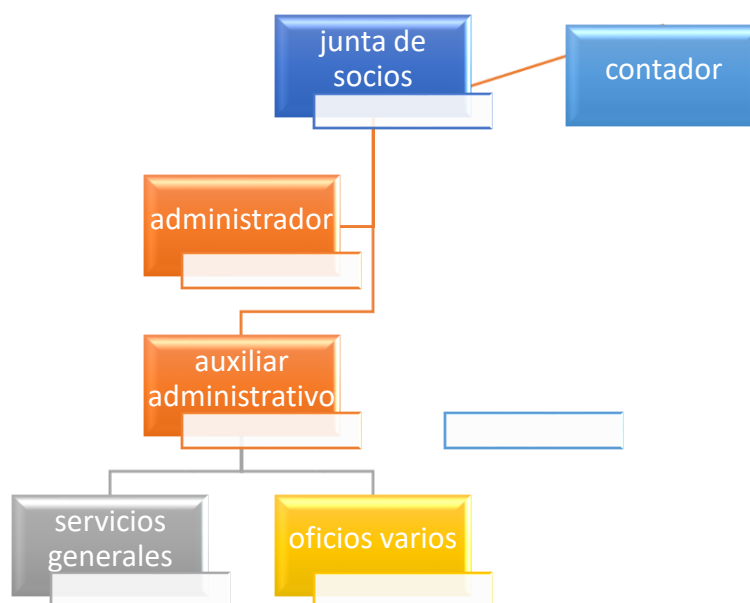 junta de
socios
contador
administrador
auxiliar
administrativo
servicios
generales
oficios varios